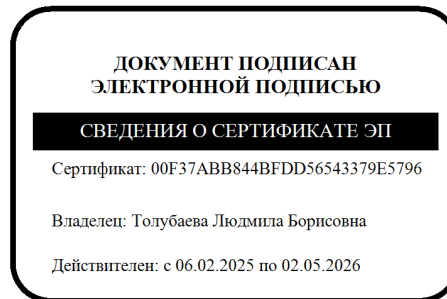 ДОКУМЕНТ ПОДПИСАН
ЭЛЕКТРОННОЙ ПОДПИСЬЮ
СВЕДЕНИЯ О СЕРТИФИКАТЕ ЭП
Сертификат: 00F37ABB844BFDD56543379E5796
Владелец: Толубаева Людмила Борисовна
Действителен: с 06.02.2025 по 02.05.2026